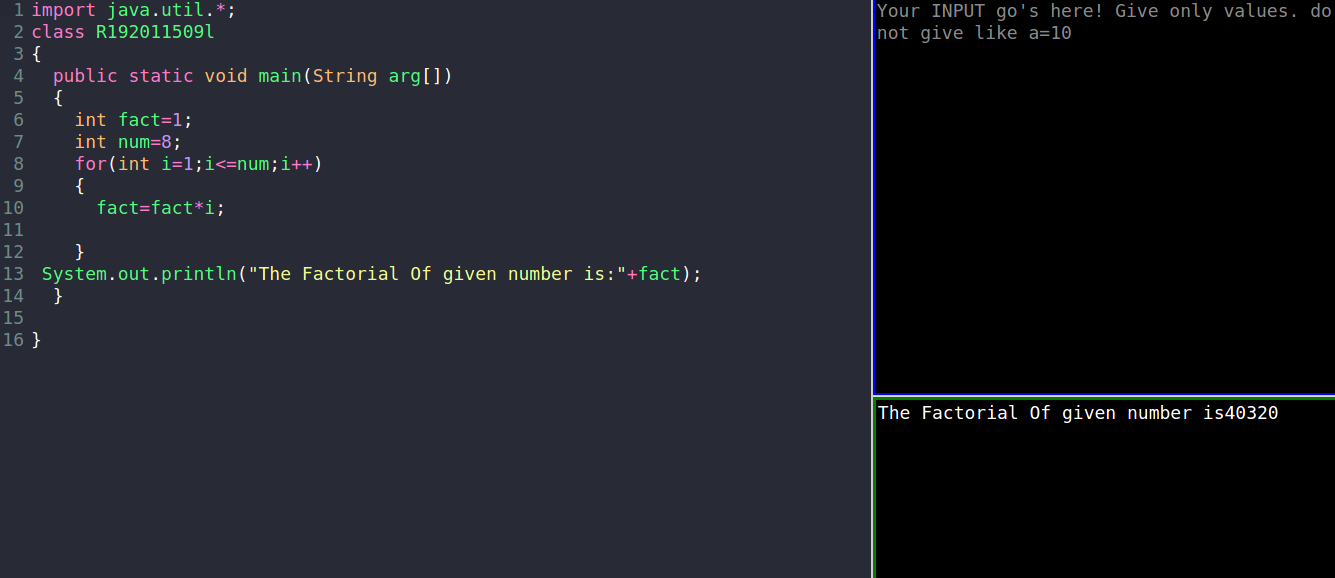 1 import java.util.*;
2 class R192011509l
3 {
4   public static void main(String arg[])
5   {
6     int fact=1;
7     int num=8;
8     for(int i=1;i<=num;i++)
9     {
10       fact=fact*i;
11
12     }
13  System.out.println("The Factorial Of given number is:"+fact);
14   }
15
16 }
Your INPUT go's here! Give only values. do
not give like a=10
The Factorial Of given number is40320